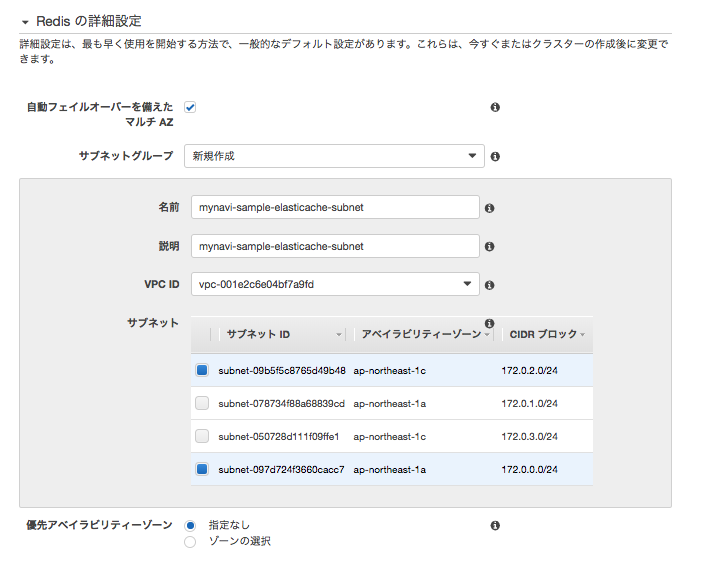 Redis の詳細設定
詳細設定は、最も早く使用を開始する方法で、一般的なデフォルト設定があります。これらは、今すぐまたはクラスターの作成後に変更で
きます。
自動フェイルオーバーを備えた
マルチ AZ
サブネットグループ 新規作成
名前 mynavi-sample-elasticache-subnet
説明 mynavi-sample-elasticache-subnet
VPC ID vpc-001e2c6e04bf7a9fd
サブネット
サブネット ID アベイラビリティーゾーン CIDR ブロック
subnet-09b5f5c8765d49b48 ap-northeast-1c 172.0.2.0/24
subnet-078734f88a68839cd ap-northeast-1a 172.0.1.0/24
subnet-050728d111f09ffe1 ap-northeast-1c 172.0.3.0/24
subnet-097d724f3660cacc7 ap-northeast-1a 172.0.0.0/24
優先アベイラビリティーゾーン 指定なし
ゾーンの選択